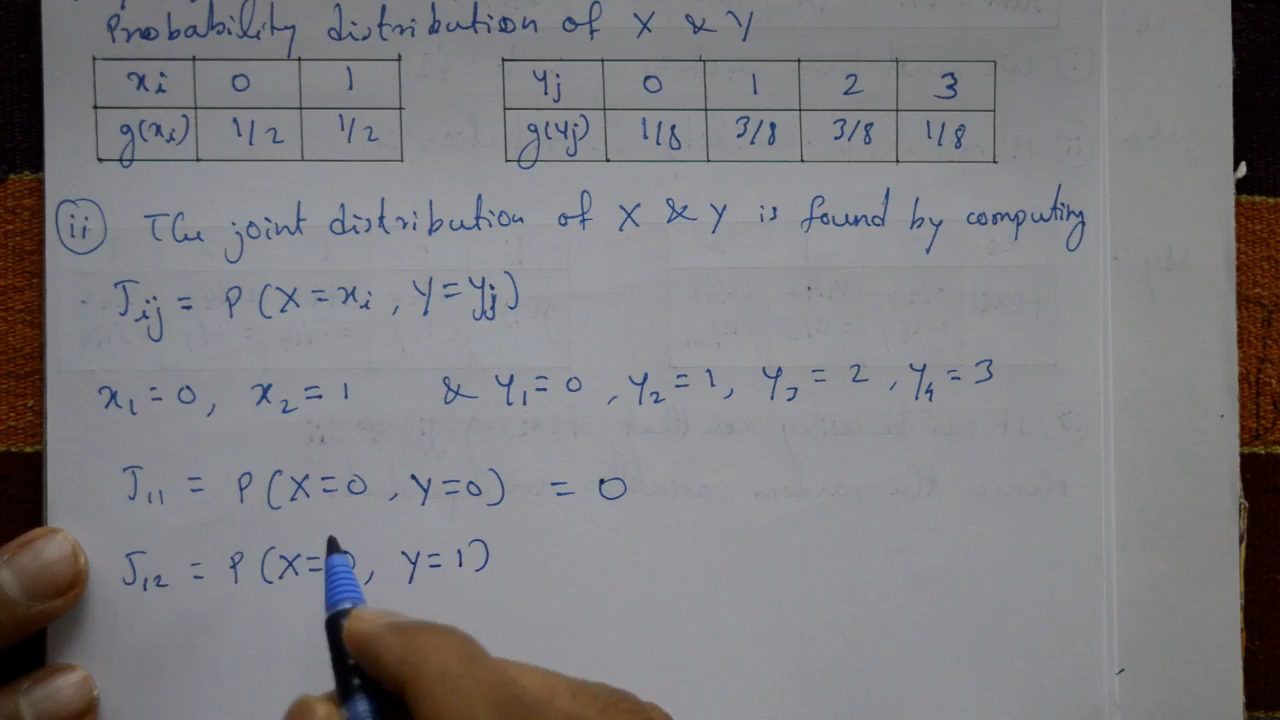 Probability distribution of X & Y
xi 0 1
g(xi) 1/2 1/2
yj 0 1 2 3
g(yj) 1/8 3/8 3/8 1/8
ii The joint distribution of X & Y is found by computing
Jij = P(X=xi, Y=yj)
x1=0, x2=1 & y1=0, y2=1, y3=2, y4=3
J11 = P(X=0, Y=0) = 0
J12 = P(X=0, Y=1)